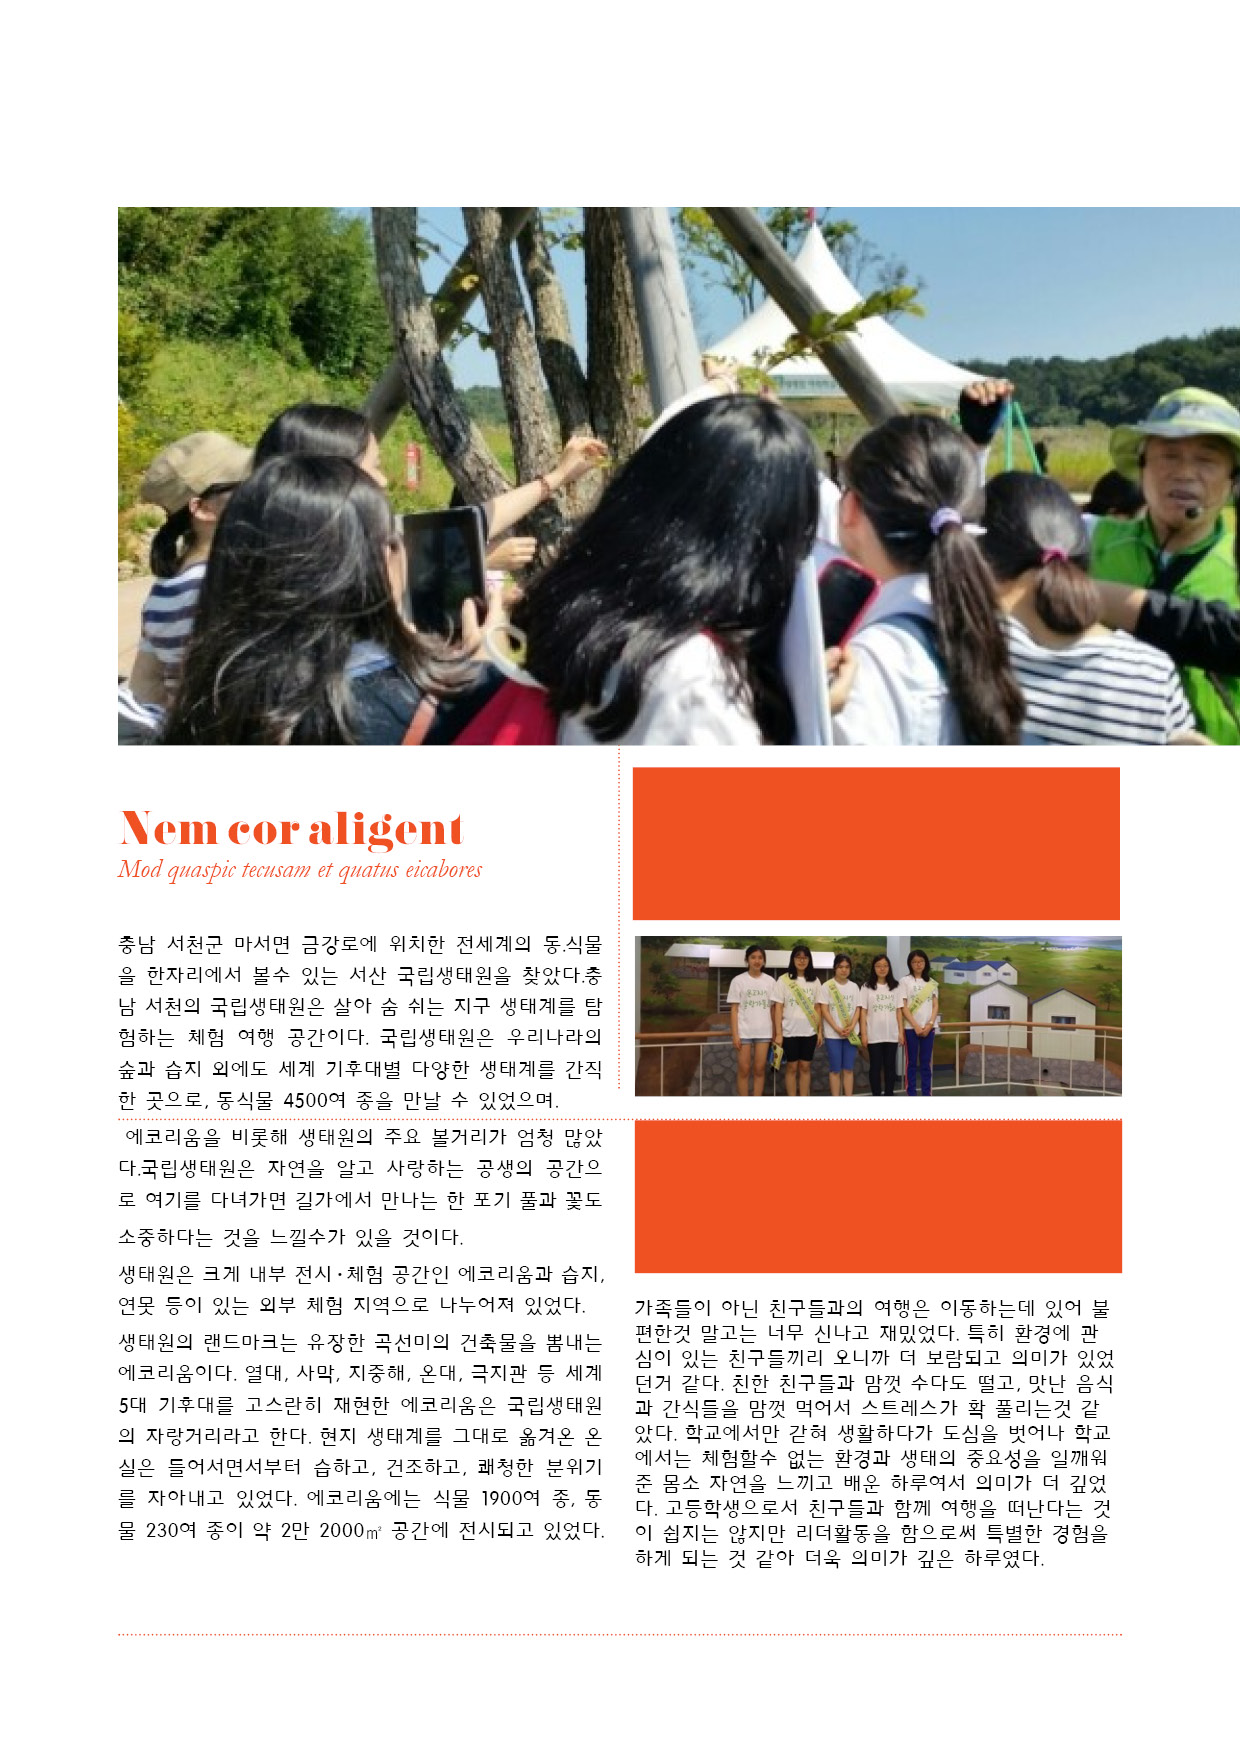 Nem cor aligent
Mod quaspic tecusam et quatus eicabores
충남 서천군 마서면 금강로에 위치한 전세계의 동.식물
을 한자리에서 볼수 있는 서산 국립생태원을 찾았다.충
남 서천의 국립생태원은 살아 숨 쉬는 지구 생태계를 탐
험하는 체험 여행 공간이다. 국립생태원은 우리나라의
숲과 습지 외에도 세계 기후대별 다양한 생태계를 간직
한 곳으로, 동식물 4500여 종을 만날 수 있었으며.
에코리움을 비롯해 생태원의 주요 볼거리가 엄청 많았
다.국립생태원은 자연을 알고 사랑하는 공생의 공간으
로 여기를 다녀가면 길가에서 만나는 한 포기 풀과 꽃도
소중하다는 것을 느낄수가 있을 것이다.
생태원은 크게 내부 전시·체험 공간인 에코리움과 습지,
연못 등이 있는 외부 체험 지역으로 나누어져 있었다.
생태원의 랜드마크는 유장한 곡선미의 건축물을 뽐내는
에코리움이다. 열대, 사막, 지중해, 온대, 극지관 등 세계
5대 기후대를 고스란히 재현한 에코리움은 국립생태원
의 자랑거리라고 한다. 현지 생태계를 그대로 옮겨온 온
실은 들어서면서부터 습하고, 건조하고, 쾌청한 분위기
를 자아내고 있었다. 에코리움에는 식물 1900여 종, 동
물 230여 종이 약 2만 2000㎡ 공간에 전시되고 있었다.
가족들이 아닌 친구들과의 여행은 이동하는데 있어 불
편한것 말고는 너무 신나고 재밌었다. 특히 환경에 관
심이 있는 친구들끼리 오니까 더 보람되고 의미가 있었
던거 같다. 친한 친구들과 맘껏 수다도 떨고, 맛난 음식
과 간식들을 맘껏 먹어서 스트레스가 확 풀리는것 같
았다. 학교에서만 갇혀 생활하다가 도심을 벗어나 학교
에서는 체험할수 없는 환경과 생태의 중요성을 일깨워
준 몸소 자연을 느끼고 배운 하루여서 의미가 더 깊었
다. 고등학생으로서 친구들과 함께 여행을 떠난다는 것
이 쉽지는 않지만 리더활동을 함으로써 특별한 경험을
하게 되는 것 같아 더욱 의미가 깊은 하루였다.